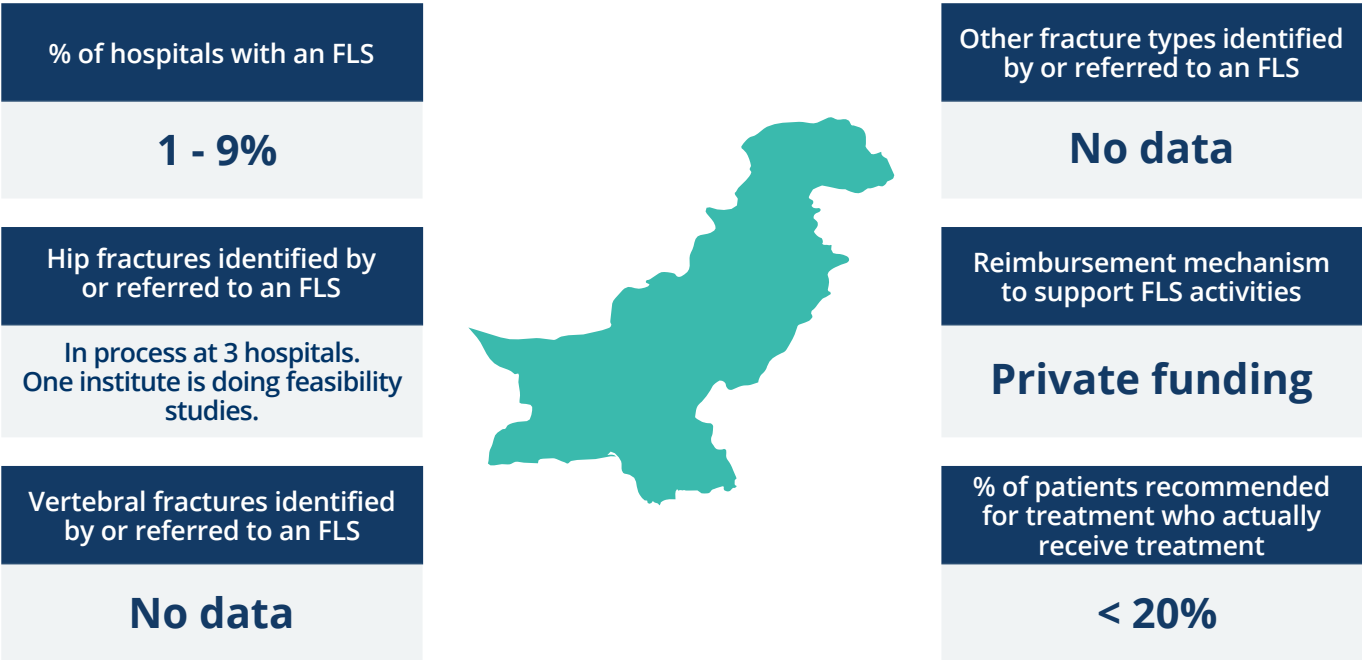 % of hospitals with an FLS
1 - 9%
Hip fractures identified by
or referred to an FLS
In process at 3 hospitals.
One institute is doing feasibility
studies.
Vertebral fractures identified
by or referred to an FLS
No data
Other fracture types identified
by or referred to an FLS
No data
Reimbursement mechanism
to support FLS activities
Private funding
% of patients recommended
for treatment who actually
receive treatment
< 20%